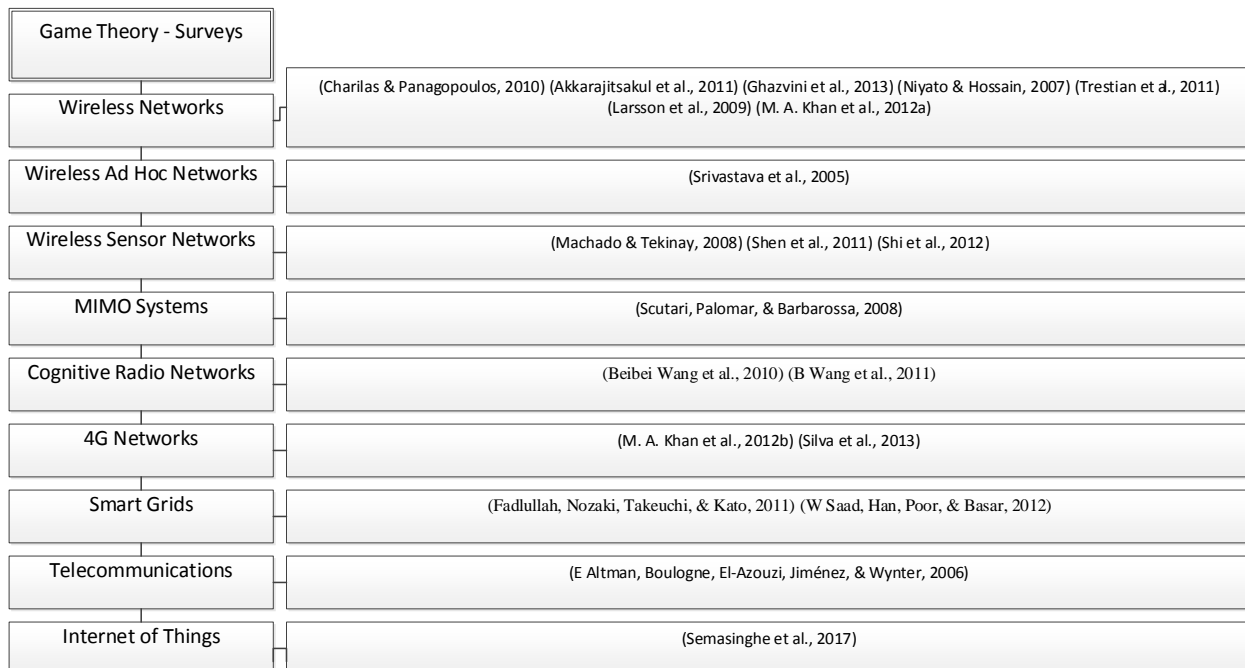 Game Theory - Surveys
Wireless Networks
(Charilas & Panagopoulos, 2010) (Akkarajitsakul et al., 2011) (Ghazvini et al., 2013) (Niyato & Hossain, 2007) (Trestian et al., 2011)
(Larsson et al., 2009) (M. A. Khan et al., 2012a)
Wireless Ad Hoc Networks
(Srivastava et al., 2005)
Wireless Sensor Networks
(Machado & Tekinay, 2008) (Shen et al., 2011) (Shi et al., 2012)
MIMO Systems
(Scutari, Palomar, & Barbarossa, 2008)
Cognitive Radio Networks
(Beibei Wang et al., 2010) (B Wang et al., 2011)
4G Networks
(M. A. Khan et al., 2012b) (Silva et al., 2013)
Smart Grids
(Fadlullah, Nozaki, Takeuchi, & Kato, 2011) (W Saad, Han, Poor, & Basar, 2012)
Telecommunications
(E Altman, Boulogne, El-Azouzi, Jiménez, & Wynter, 2006)
Internet of Things
(Semasinghe et al., 2017)